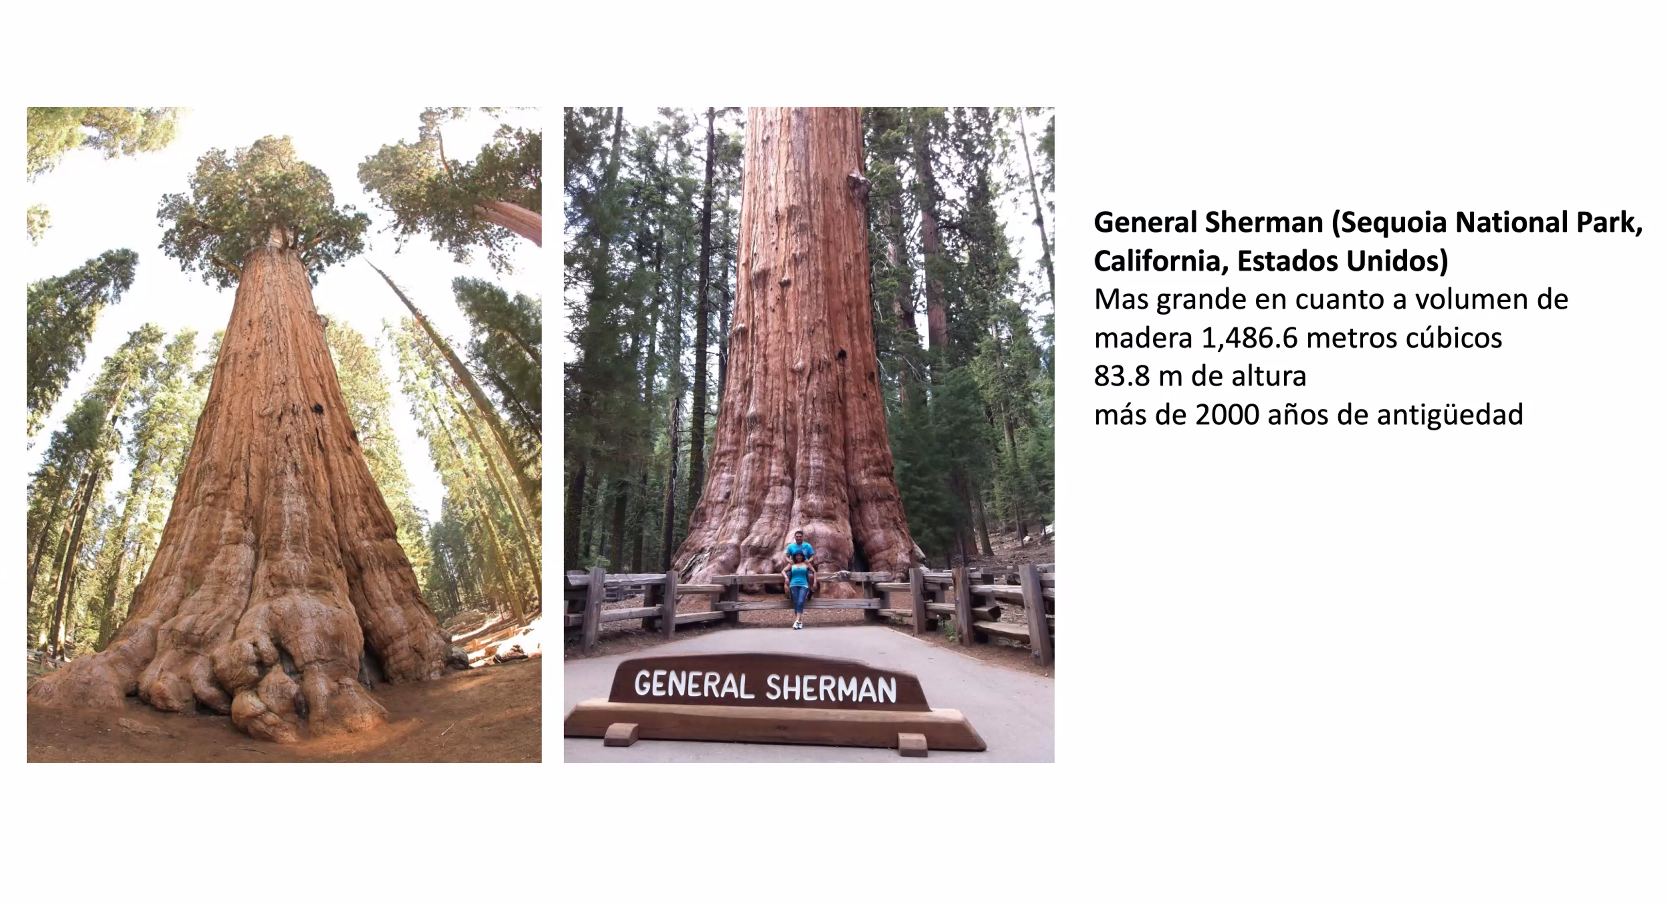 General Sherman (Sequoia National Park,
California, Estados Unidos)
Mas grande en cuanto a volumen de
madera 1,486.6 metros cúbicos
83.8 m de altura
más de 2000 años de antigüedad
GENERAL SHERMAN